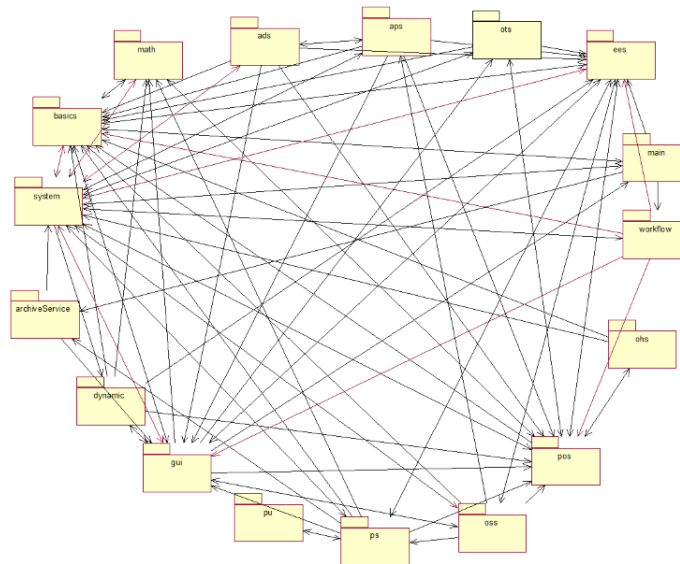 aps
ads
ots
math
ees
basics
main
system
workflow
archiveService
ohs
dynamic
gui
pos
pu
oss
ps